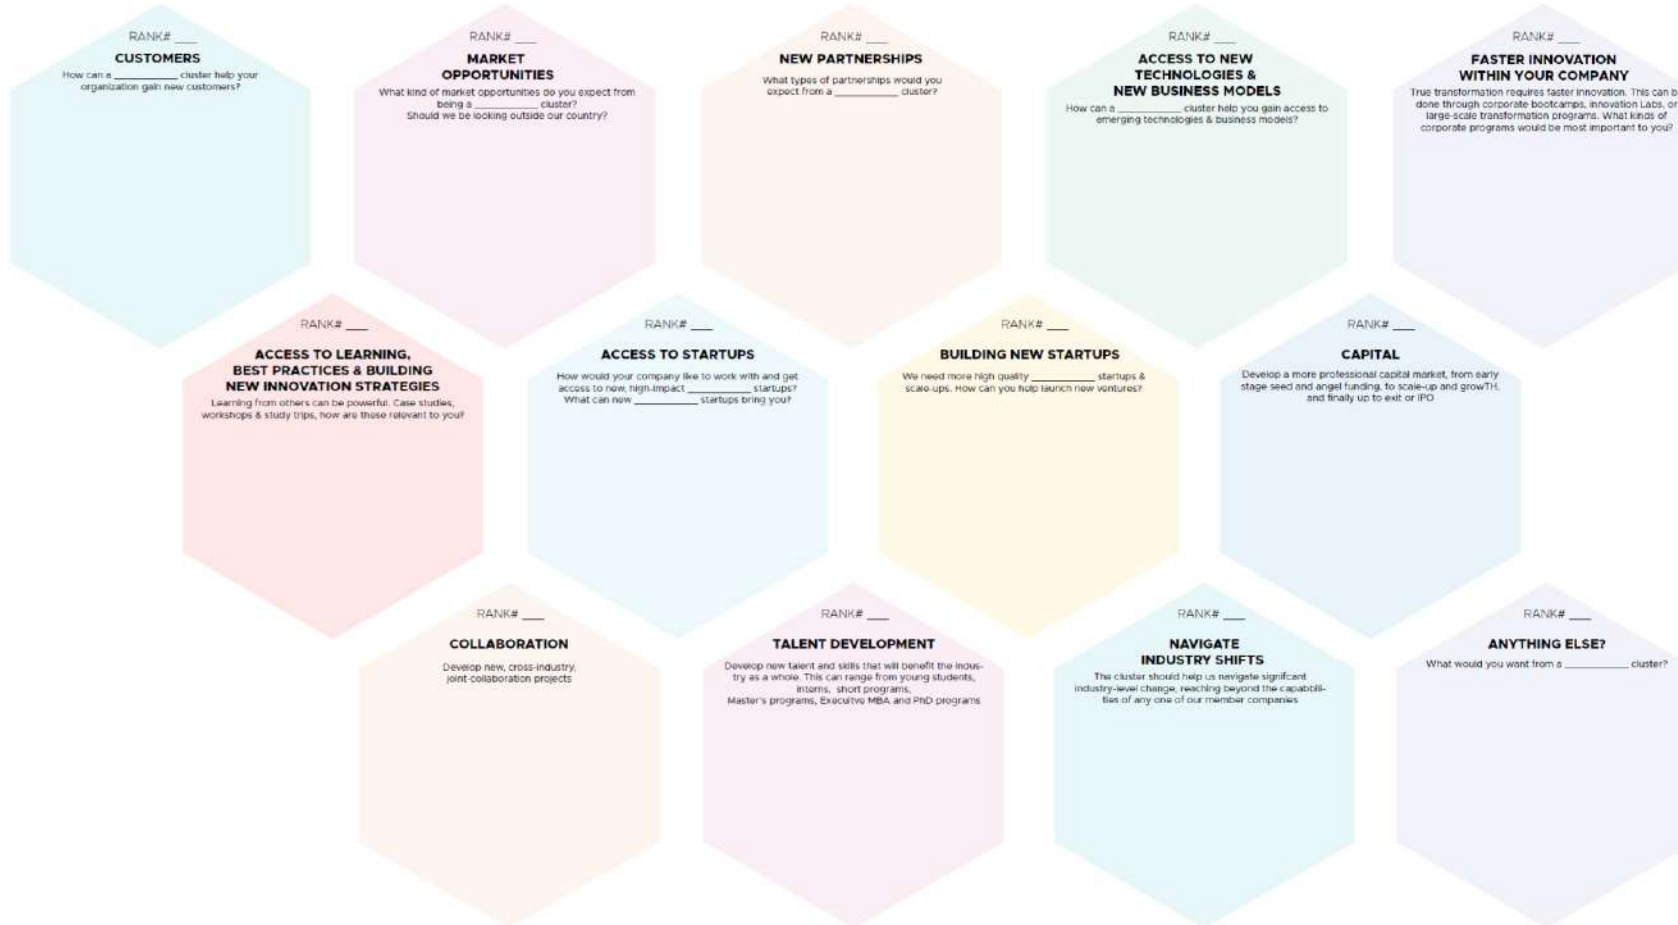 RANK# ___
CUSTOMERS
How can a __________ cluster help your
organization gain new customers?
RANK# ___
MARKET
OPPORTUNITIES
What kind of market opportunities do you expect from
being a __________ cluster?
Should we be looking outside our country?
RANK# ___
NEW PARTNERSHIPS
What types of partnerships would you
expect from a __________ cluster?
RANK# ___
ACCESS TO NEW
TECHNOLOGIES &
NEW BUSINESS MODELS
How can a __________ cluster help you gain access to
emerging technologies & business models?
RANK# ___
FASTER INNOVATION
WITHIN YOUR COMPANY
True transformation requires faster innovation. This can b
done through corporate bootcamps, innovation Labs, or
large-scale transformation programs. What kinds of
corporate programs would be most important to you?
RANK# ___
ACCESS TO LEARNING,
BEST PRACTICES & BUILDING
NEW INNOVATION STRATEGIES
Learning from others can be powerful. Case studies,
workshops & study trips, how are these relevant to you?
RANK# ___
ACCESS TO STARTUPS
How would your company like to work with and get
access to new, high-impact __________ startups?
What can new __________ startups bring you?
RANK# ___
BUILDING NEW STARTUPS
We need more high quality __________ startups &
scale-ups. How can you help launch new ventures?
RANK# ___
CAPITAL
Develop a more professional capital market, from early
stage seed and angel funding, to scale-up and growTH,
and finally up to exit or IPO
RANK# ___
COLLABORATION
Develop new, cross-industry,
joint-collaboration projects
RANK# ___
TALENT DEVELOPMENT
Develop new talent and skills that will benefit the indus-
try as a whole. This can range from young students,
interns, short programs,
Master's programs, Execuitve MBA and PhD programs
RANK# ___
NAVIGATE
INDUSTRY SHIFTS
The cluster should help us navigate signifcant
industry-level change, reaching beyond the capabbili-
ties of any one of our member companies
RANK# ___
ANYTHING ELSE?
What would you want from a __________ cluster?